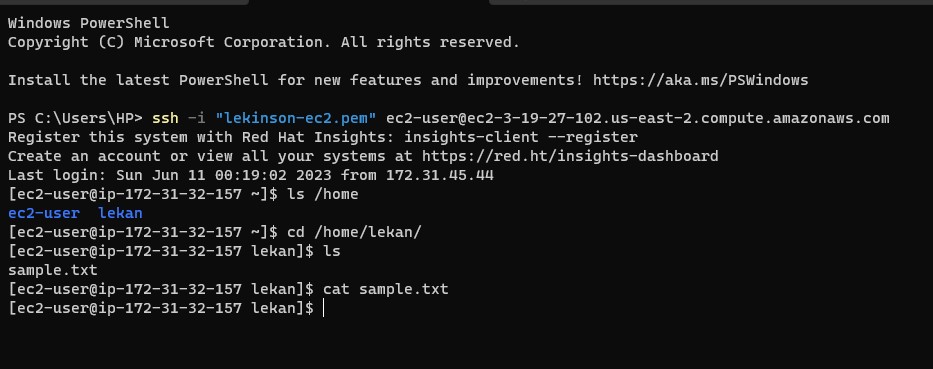 Windows PowerShell
Copyright (C) Microsoft Corporation. All rights reserved.
Install the latest PowerShell for new features and improvements! https://aka.ms/PSWindows
PS C:\Users\HP> ssh -i "lekinson-ec2.pem" ec2-user@ec2-3-19-27-102.us-east-2.compute.amazonaws.com
Register this system with Red Hat Insights: insights-client --register
Create an account or view all your systems at https://red.ht/insights-dashboard
Last login: Sun Jun 11 00:19:02 2023 from 172.31.45.44
[ec2-user@ip-172-31-32-157 ~]$ ls /home
ec2-user  lekan
[ec2-user@ip-172-31-32-157 ~]$ cd /home/lekan/
[ec2-user@ip-172-31-32-157 lekan]$ ls
sample.txt
[ec2-user@ip-172-31-32-157 lekan]$ cat sample.txt
[ec2-user@ip-172-31-32-157 lekan]$